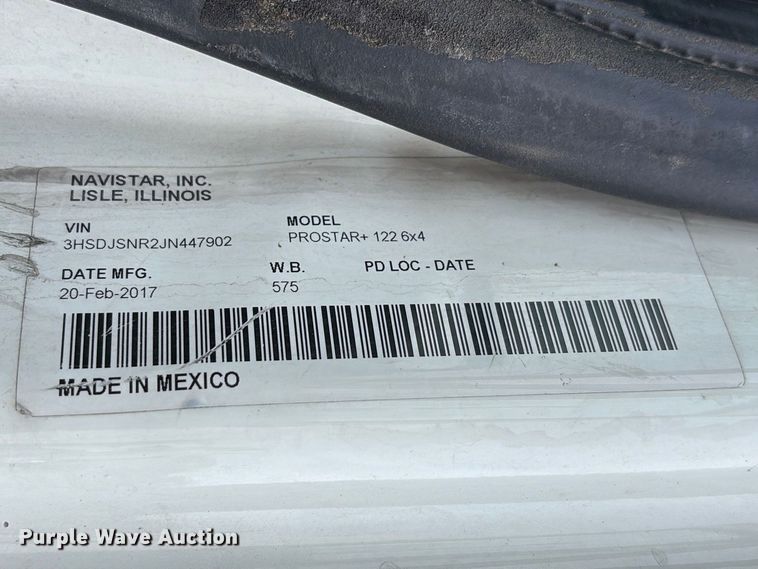 NAVISTAR, INC.
LISLE, ILLINOIS
VIN MODEL
3HSDJSNR2JN447902 PROSTAR+ 122 6x4
DATE MFG. W.B. PD LOC - DATE
20-Feb-2017 575
MADE IN MEXICO
Purple Wave Auction